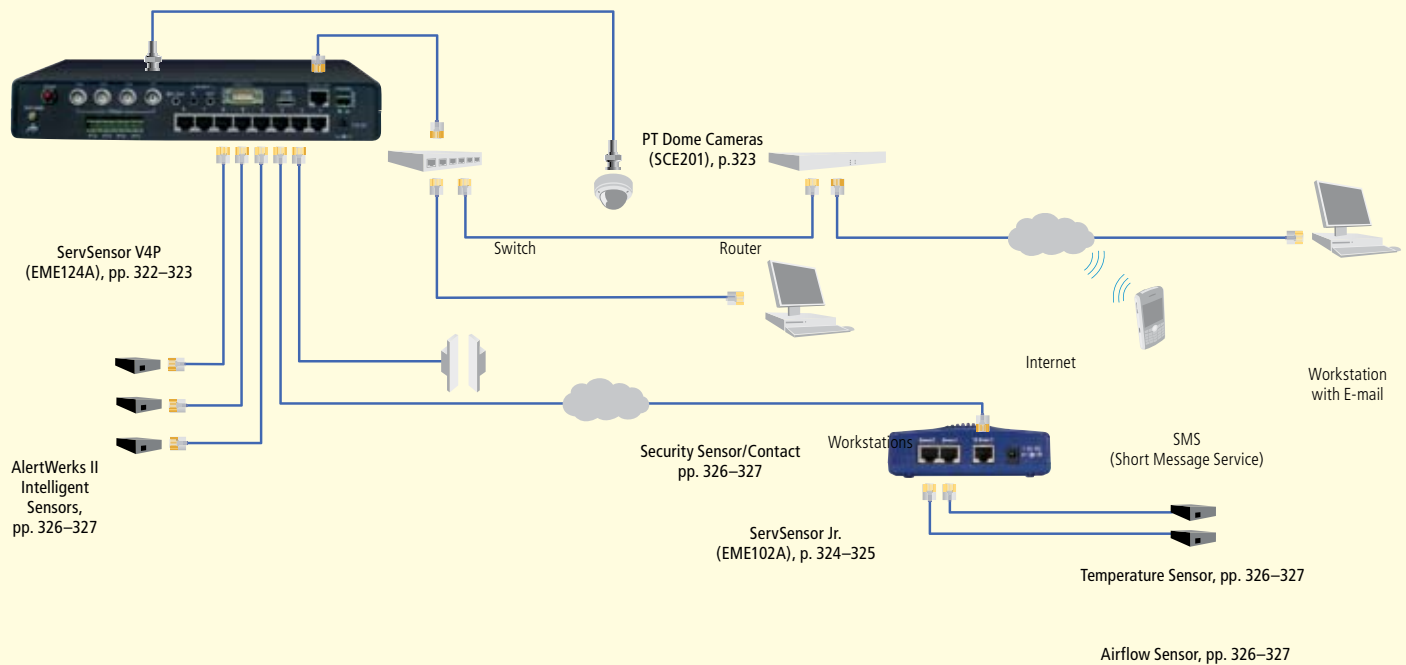 PT Dome Cameras
(SCE201), p.323
Switch
Router
ServSensor V4P
(EME124A), pp. 322–323
Internet
Workstation
with E-mail
Workstations
SMS
(Short Message Service)
Security Sensor/Contact
pp. 326–327
AlertWerks II
Intelligent
Sensors,
pp. 326–327
ServSensor Jr.
(EME102A), p. 324–325
Temperature Sensor, pp. 326–327
Airflow Sensor, pp. 326–327